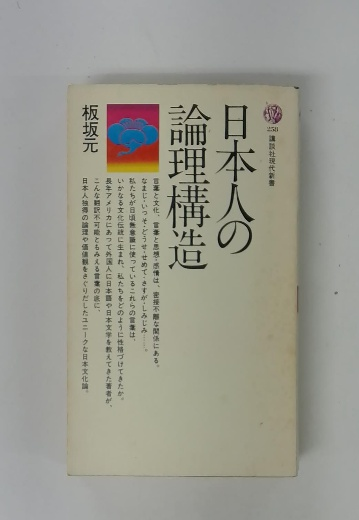 258
講談社現代新書
日本人の
論理構造
板坂元
言葉と文化、言葉と思想・感情は、密接不離な関係にある。
なまじ・いっそ・どうせ・せめて・さすが・しみじみ……。
私たちが日頃無意識に使っているこれらの言葉は、
いかなる文化伝統に生まれ、私たちをどのように性格づけてきたか。
長年アメリカにあって外国人に日本語や日本文学を教えてきた著者が、
こんな翻訳不可能ともみえる言葉の底に、
日本人独得の論理や価値観をさぐりだしたユニークな日本文化論。